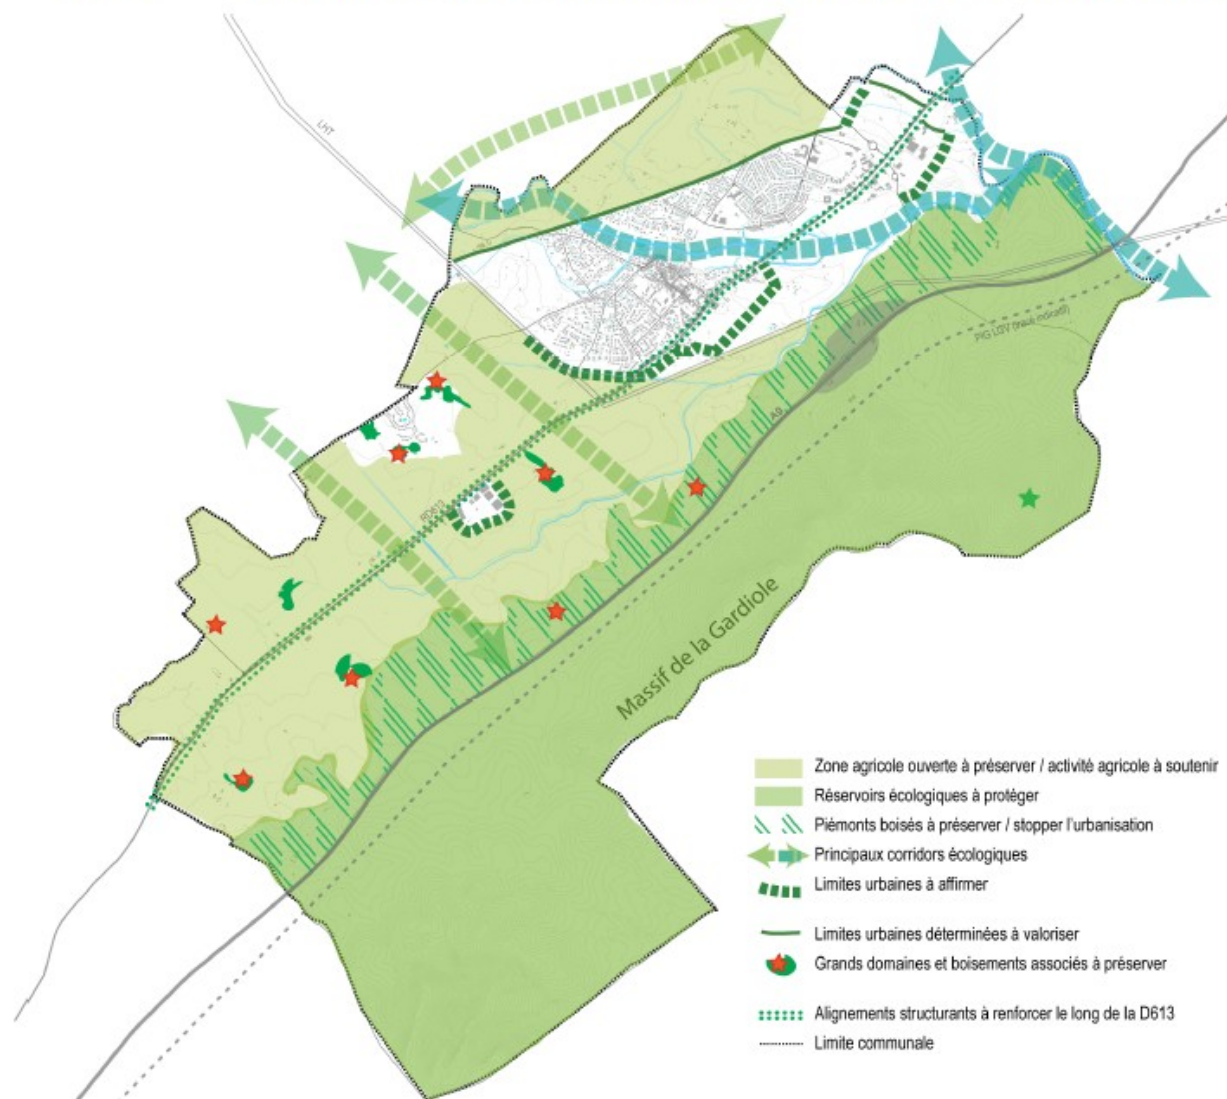 LHT
PIG LGV (tracé indicatif)
A9
RD613
Massif de la Gardiole
Zone agricole ouverte à préserver / activité agricole à soutenir
Réservoirs écologiques à protéger
Piémonts boisés à préserver / stopper l'urbanisation
Principaux corridors écologiques
Limites urbaines à affirmer
Limites urbaines déterminées à valoriser
Grands domaines et boisements associés à préserver
Alignements structurants à renforcer le long de la D613
Limite communale